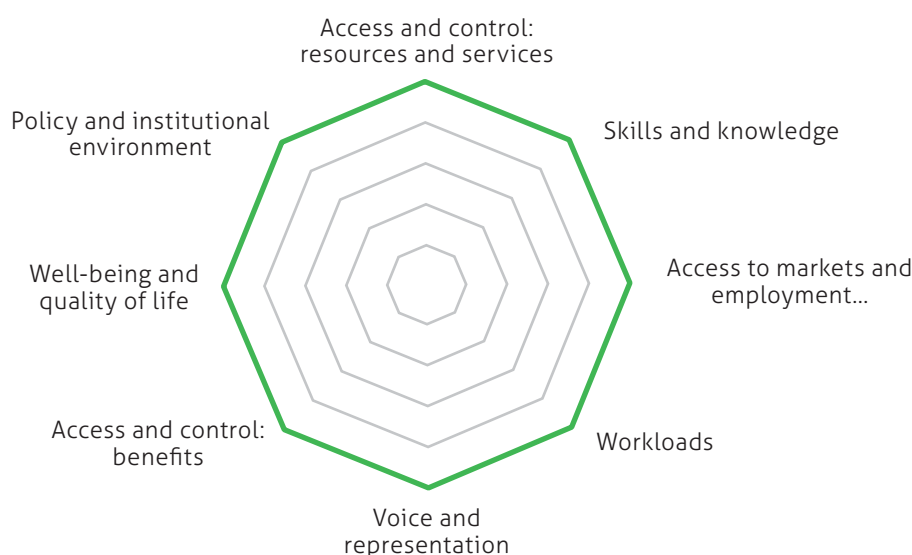 Access and control:
resources and services
Policy and institutional
environment
Skills and knowledge
Well-being and
quality of life
Access to markets and
employment...
Access and control:
benefits
Workloads
Voice and
representation